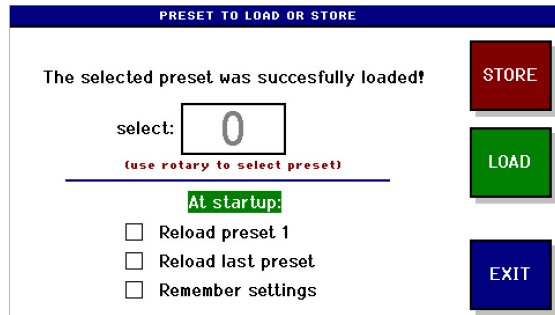 PRESET TO LOAD OR STORE
The selected preset was succesfully loaded!
STORE
select: 0
(use rotary to select preset)
LOAD
At startup:
Reload preset 1
Reload last preset
Remember settings
EXIT